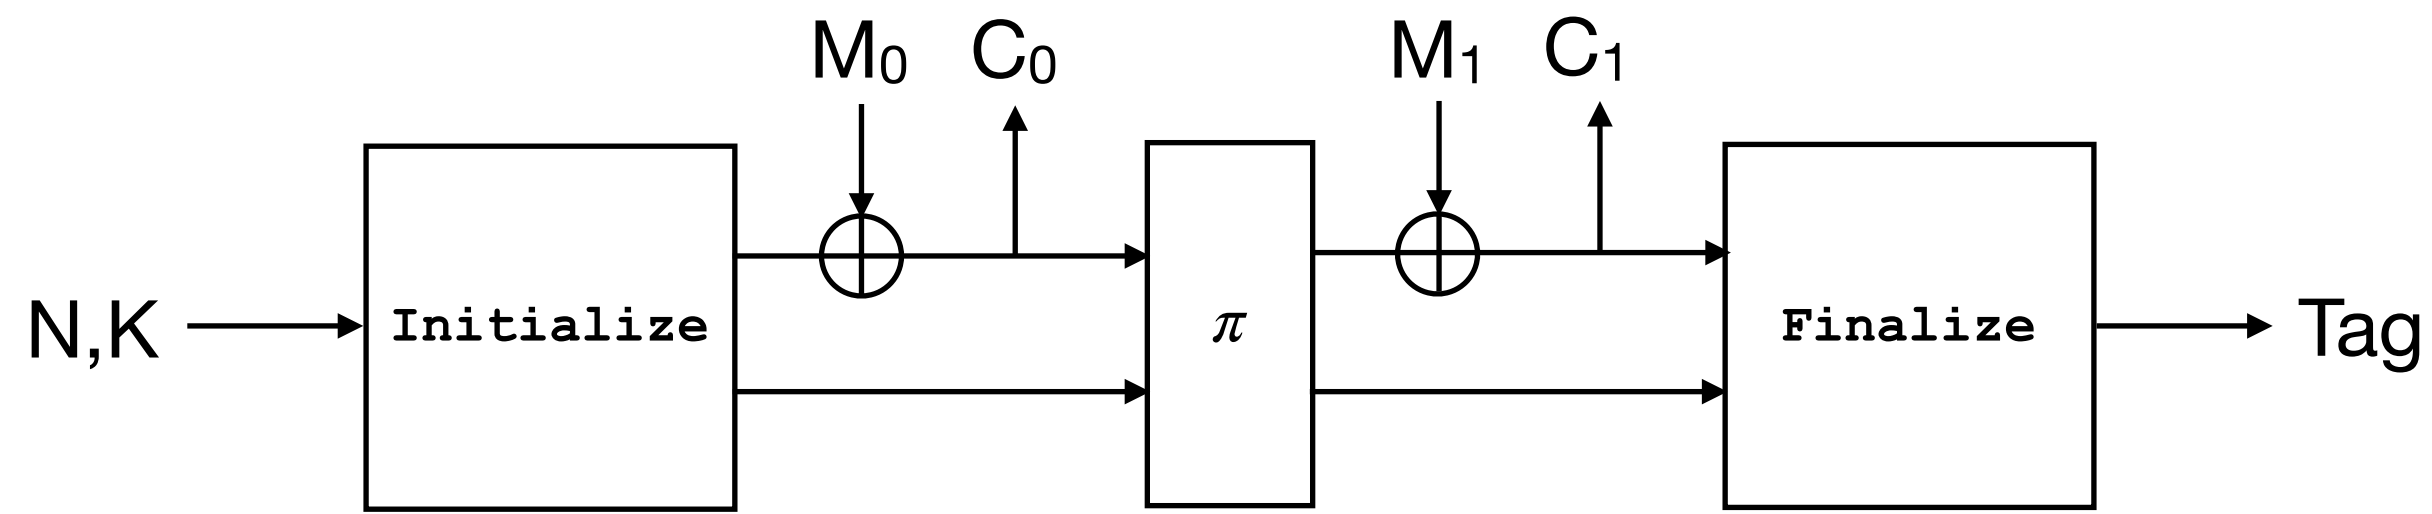 M₀ C₀ M₁ C₁
N,K Initialize π Finalize Tag